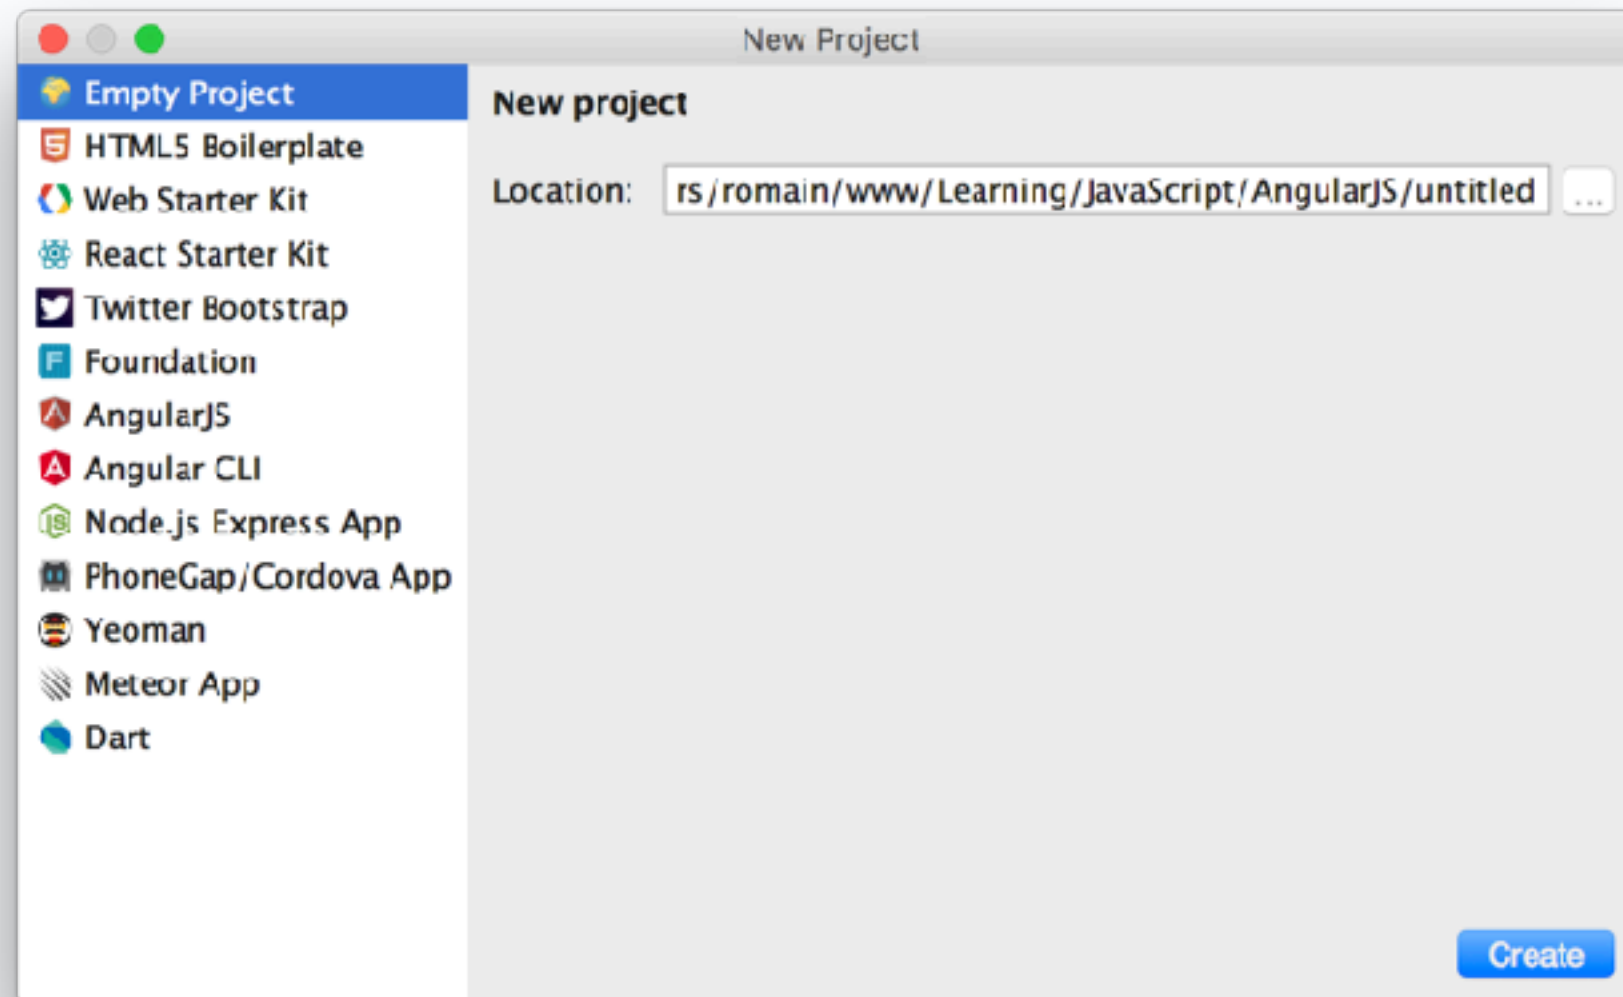 New Project
Empty Project
HTML5 Boilerplate
Web Starter Kit
React Starter Kit
Twitter Bootstrap
Foundation
AngularJS
Angular CLI
Node.js Express App
PhoneGap/Cordova App
Yeoman
Meteor App
Dart
New project
Location: rs/romain/www/Learning/JavaScript/AngularJS/untitled ...
Create